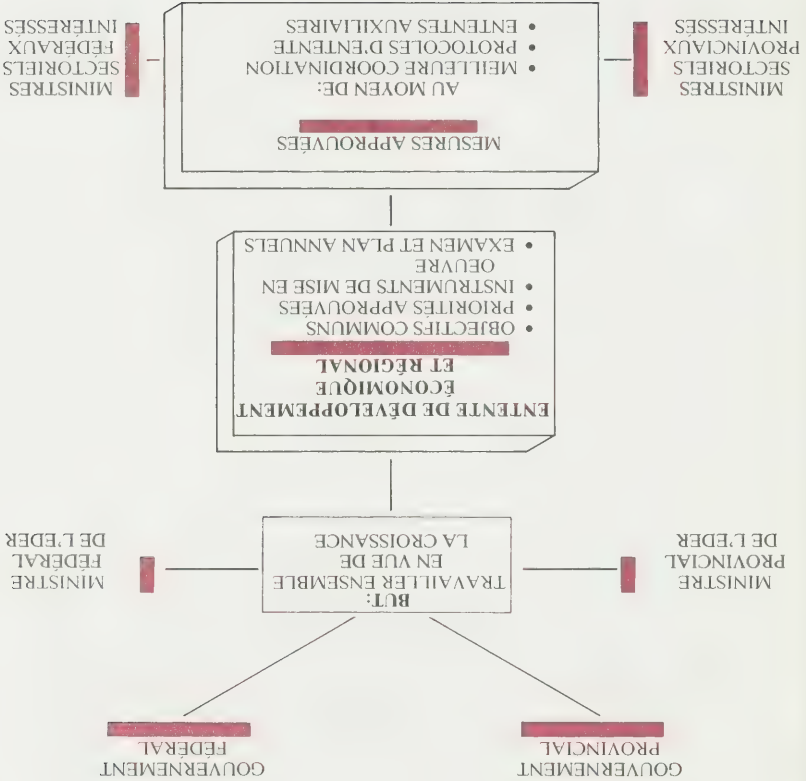 GOUVERNEMENT
PROVINCIAL
GOUVERNEMENT
FÉDÉRAL
MINISTRE
PROVINCIAL
DE L'EDER
BUT:
TRAVAILLER ENSEMBLE
EN VUE DE
LA CROISSANCE
MINISTRE
FÉDÉRAL
DE L'EDER
ENTENTE DE DÉVELOPPEMENT
ÉCONOMIQUE
ET RÉGIONAL
• OBJECTIFS COMMUNS
• PRIORITÉS APPROUVÉES
• INSTRUMENTS DE MISE EN
OEUVRE
• EXAMEN ET PLAN ANNUELS
MINISTRES
SECTORIELS
PROVINCIAUX
INTÉRESSÉS
MESURES APPROUVÉES
AU MOYEN DE:
• MEILLEURE COORDINATION
• PROTOCOLES D'ENTENTE
• ENTENTES AUXILIAIRES
MINISTRES
SECTORIELS
FÉDÉRAUX
INTÉRESSÉS